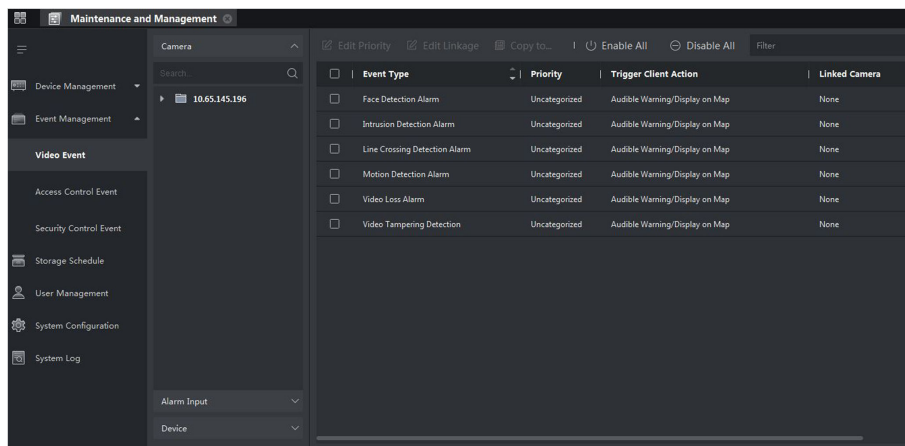 Maintenance and Management
Device Management
Event Management
Video Event
Access Control Event
Security Control Event
Storage Schedule
User Management
System Configuration
System Log
Camera
Search...
10.65.145.196
Alarm Input
Device
Edit Priority Edit Linkage Copy to... Enable All Disable All Filter
Event Type Priority Trigger Client Action Linked Camera
Face Detection Alarm Uncategorized Audible Warning/Display on Map None
Intrusion Detection Alarm Uncategorized Audible Warning/Display on Map None
Line Crossing Detection Alarm Uncategorized Audible Warning/Display on Map None
Motion Detection Alarm Uncategorized Audible Warning/Display on Map None
Video Loss Alarm Uncategorized Audible Warning/Display on Map None
Video Tampering Detection Uncategorized Audible Warning/Display on Map None